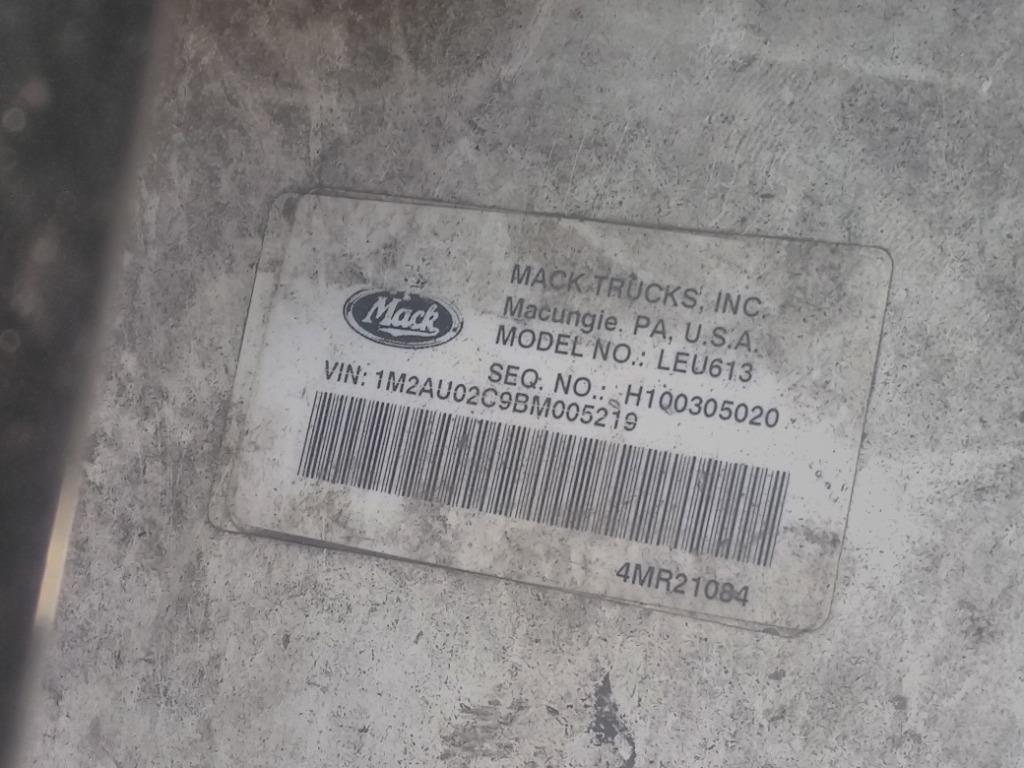 Mack
MACK TRUCKS, INC.
Macungie, PA, U.S.A.
MODEL NO.: LEU613
SEQ. NO.: H100305020
VIN: 1M2AU02C9BM005219
4MR21084